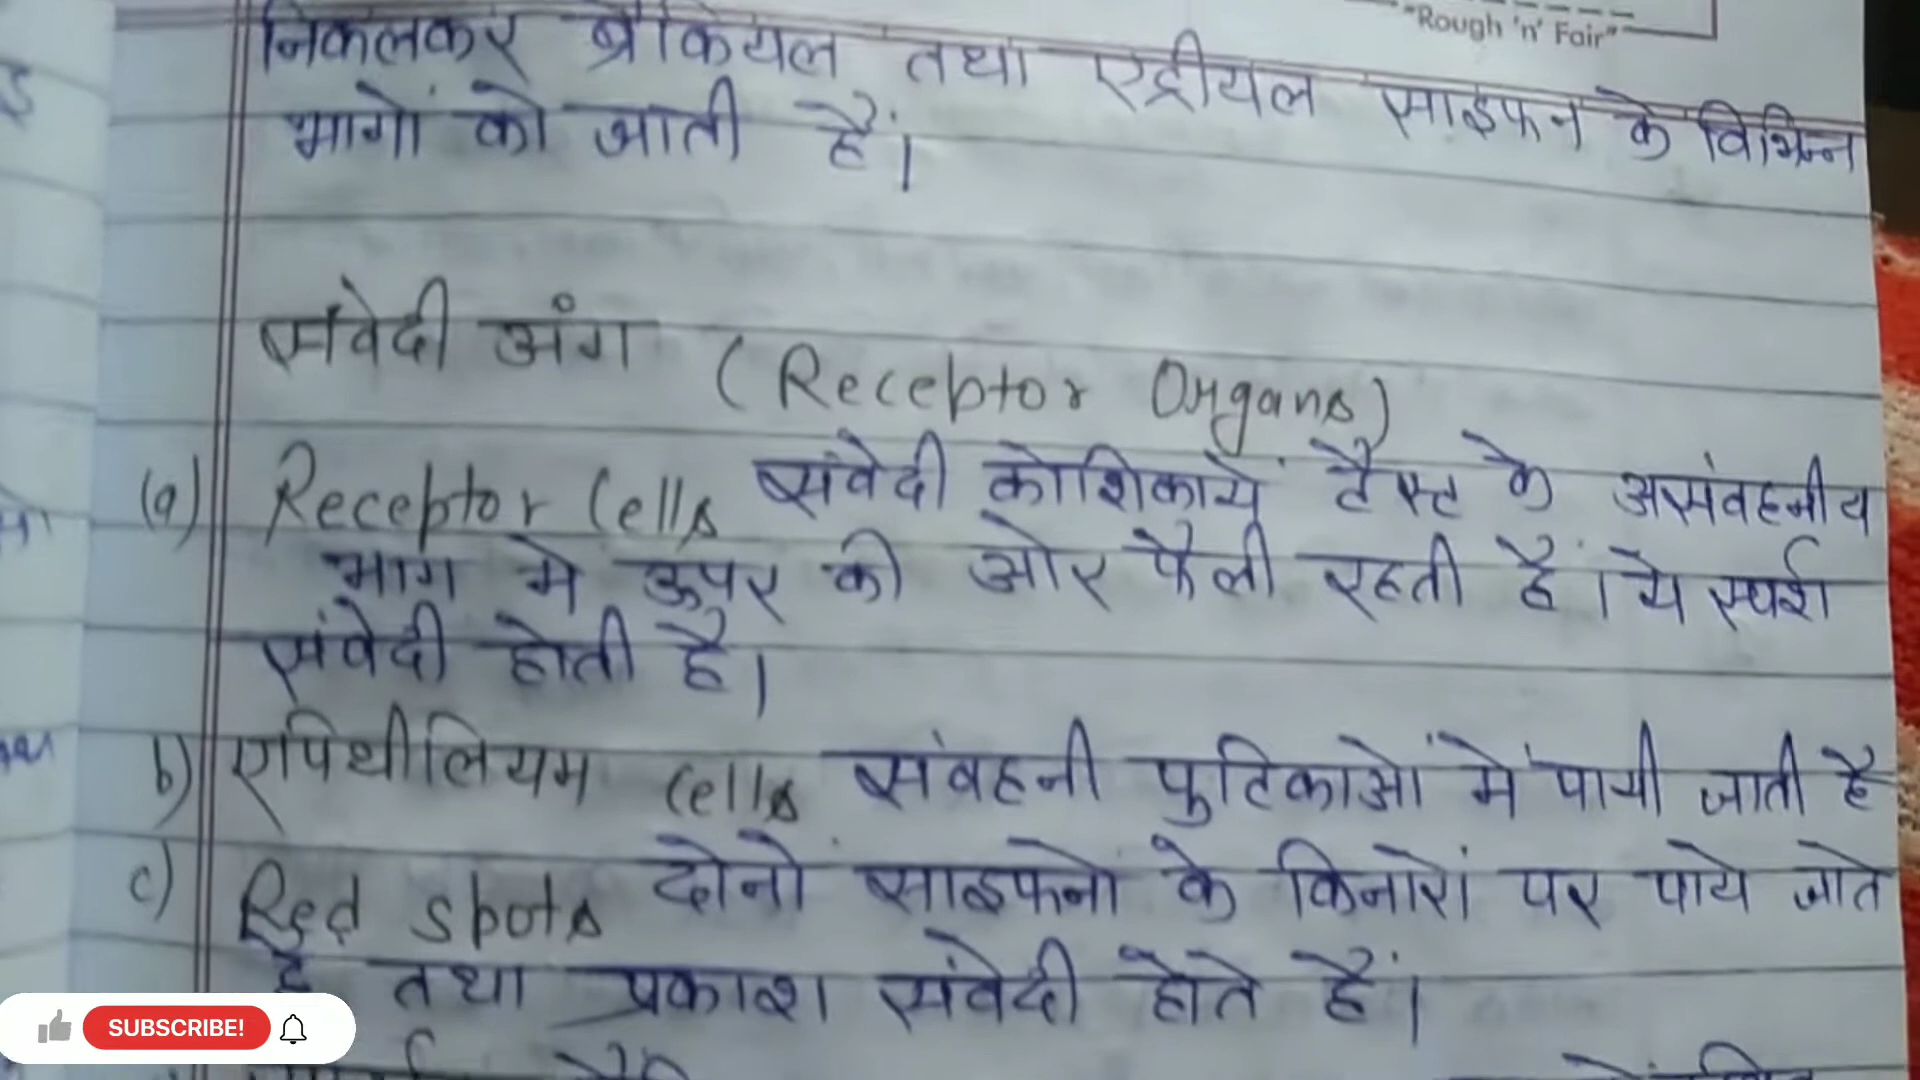 "Rough 'n' Fair"
निकलकर ब्रेंकियल तथा एट्रीयल साइफन के विभिन्न
भागों को जाती हैं।
संवेदी अंग (Receptor Organs)
(a) Receptor Cells संवेदी कोशिकायें टैस्ट के असंवहनीय
भाग मे ऊपर की ओर फैली रहती हैं । ये स्पर्श
संवेदी होती है।
b) एपिथीलियम Cells संवहनी पुटिकाओं में पायी जाती है
c) Red spots दोनों साइफनों के किनारों पर पाये जाते
है तथा प्रकाश संवेदी होते हैं।
SUBSCRIBE!